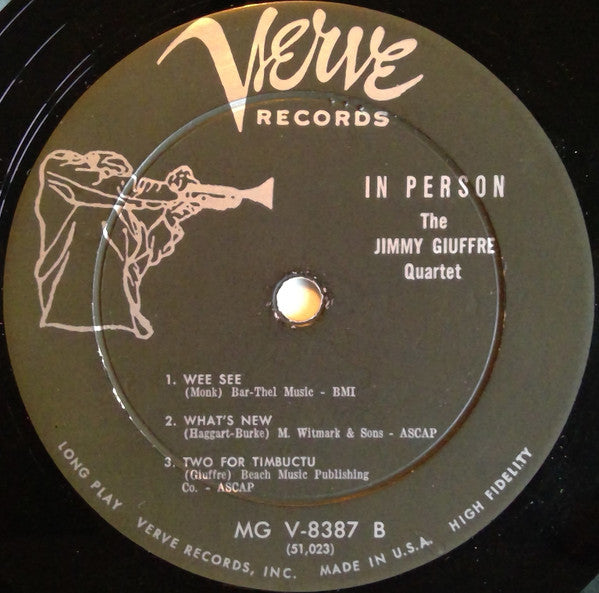 VERVE
RECORDS
IN PERSON
The
JIMMY GIUFFRE
Quartet
1. WEE SEE
(Monk) Bar-Thel Music - BMI
2. WHAT'S NEW
(Haggart-Burke) M. Witmark & Sons - ASCAP
3. TWO FOR TIMBUCTU
(Giuffre) Beach Music Publishing
Co. - ASCAP
MG V-8387 B
(51,023)
LONG PLAY VERVE RECORDS, INC. MADE IN U.S.A. HIGH FIDELITY